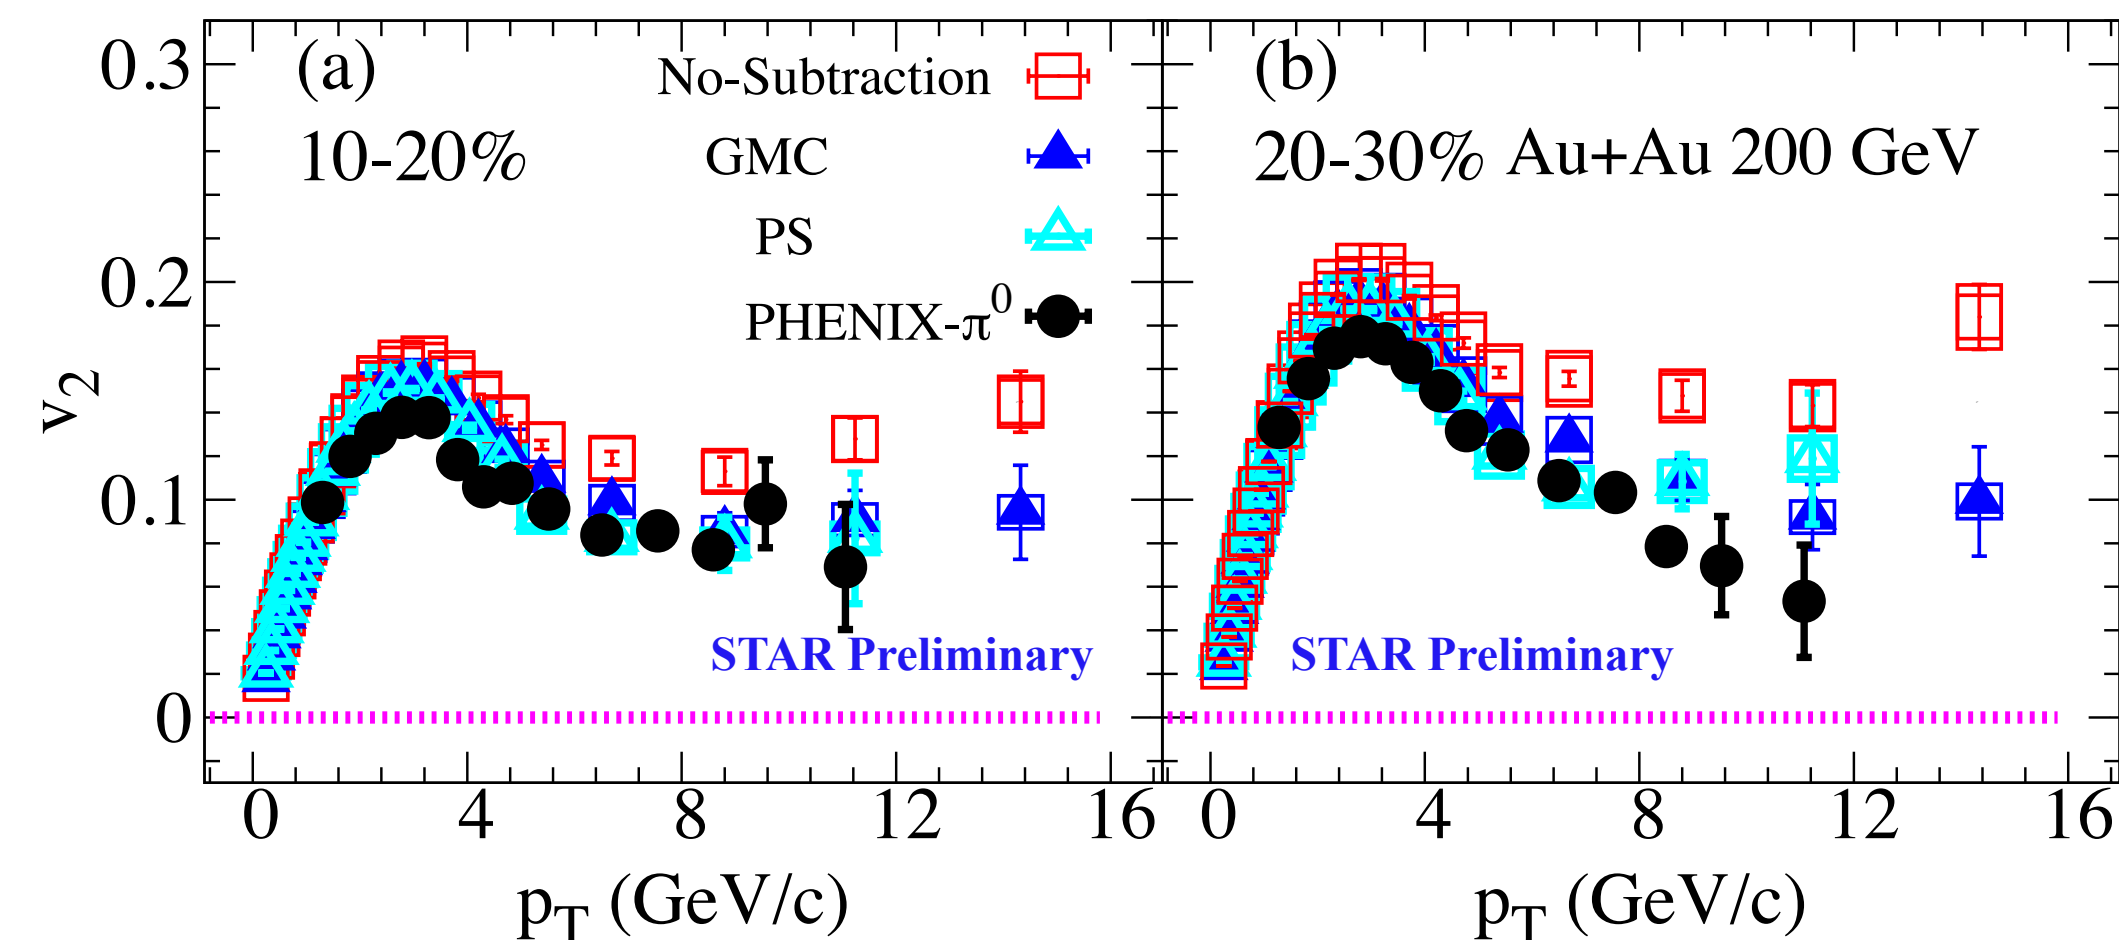 (a)
10-20%
No-Subtraction
GMC
PS
PHENIX-π⁰
(b)
20-30% Au+Au 200 GeV
0.3
0.2
0.1
0
v₂
STAR Preliminary
STAR Preliminary
0 4 8 12 16
0 4 8 12 16
p_T (GeV/c)
p_T (GeV/c)